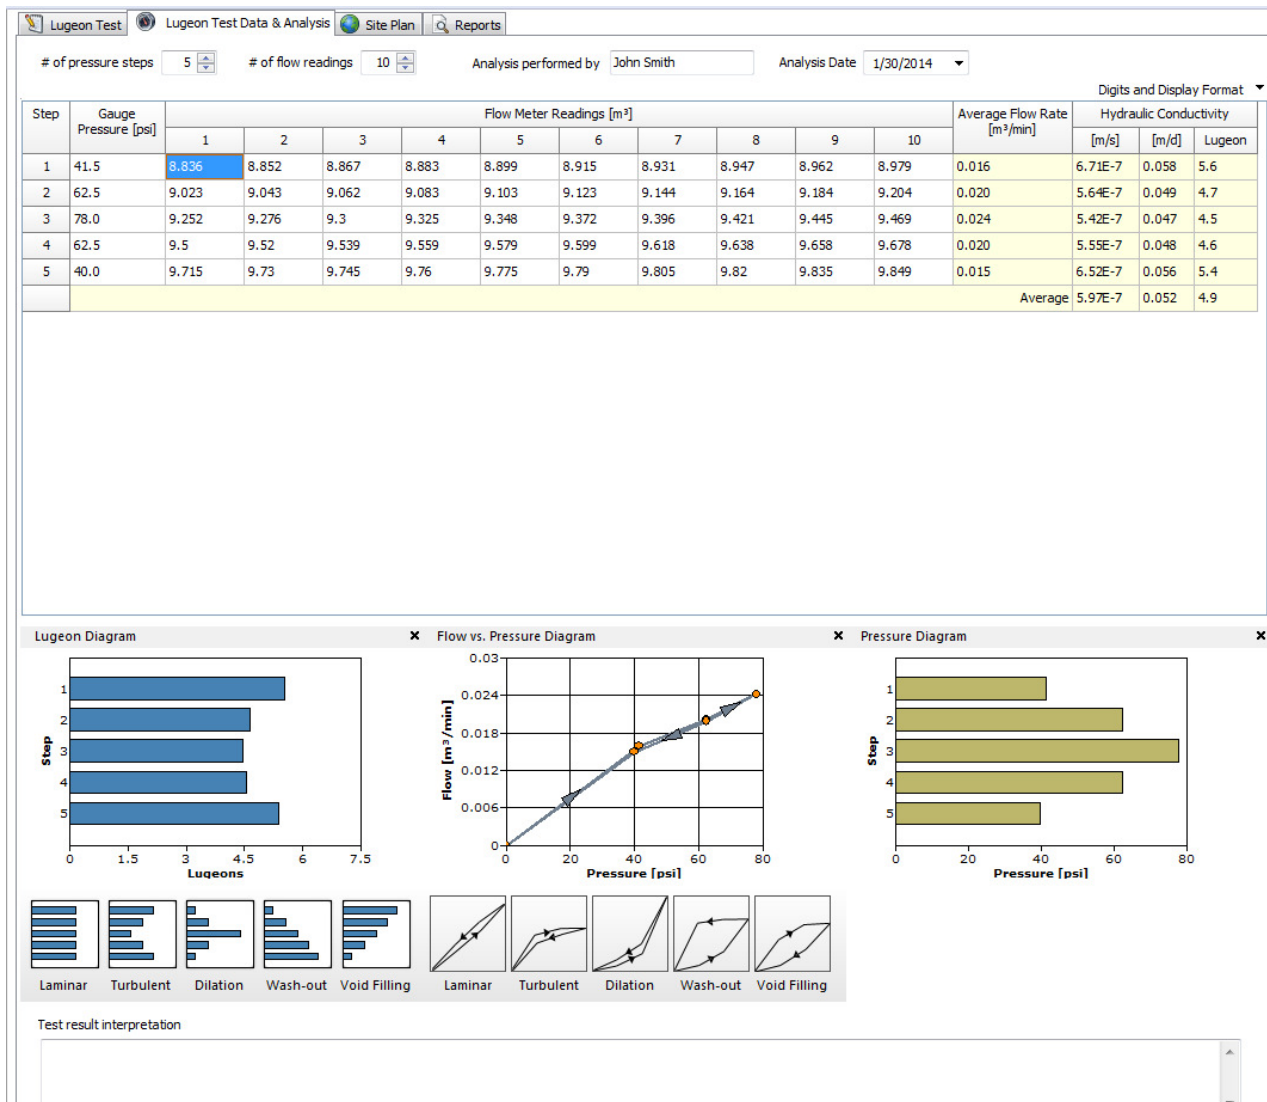 Lugeon Test Lugeon Test Data & Analysis Site Plan Reports
# of pressure steps 5 # of flow readings 10 Analysis performed by John Smith Analysis Date 1/30/2014
Digits and Display Format
Step Gauge Pressure [psi] Flow Meter Readings [m³] Average Flow Rate [m³/min] Hydraulic Conductivity
1 2 3 4 5 6 7 8 9 10 [m/s] [m/d] Lugeon
1 41.5 8.836 8.852 8.867 8.883 8.899 8.915 8.931 8.947 8.962 8.979 0.016 6.71E-7 0.058 5.6
2 62.5 9.023 9.043 9.062 9.083 9.103 9.123 9.144 9.164 9.184 9.204 0.020 5.64E-7 0.049 4.7
3 78.0 9.252 9.276 9.3 9.325 9.348 9.372 9.396 9.421 9.445 9.469 0.024 5.42E-7 0.047 4.5
4 62.5 9.5 9.52 9.539 9.559 9.579 9.599 9.618 9.638 9.658 9.678 0.020 5.55E-7 0.048 4.6
5 40.0 9.715 9.73 9.745 9.76 9.775 9.79 9.805 9.82 9.835 9.849 0.015 6.52E-7 0.056 5.4
Average 5.97E-7 0.052 4.9
Lugeon Diagram
Step
1
2
3
4
5
0 1.5 3 4.5 6 7.5
Lugeons
Flow vs. Pressure Diagram
Flow [m³/min]
0.03
0.024
0.018
0.012
0.006
0
0 20 40 60 80
Pressure [psi]
Pressure Diagram
Step
1
2
3
4
5
0 20 40 60 80
Pressure [psi]
Laminar Turbulent Dilation Wash-out Void Filling
Laminar Turbulent Dilation Wash-out Void Filling
Test result interpretation